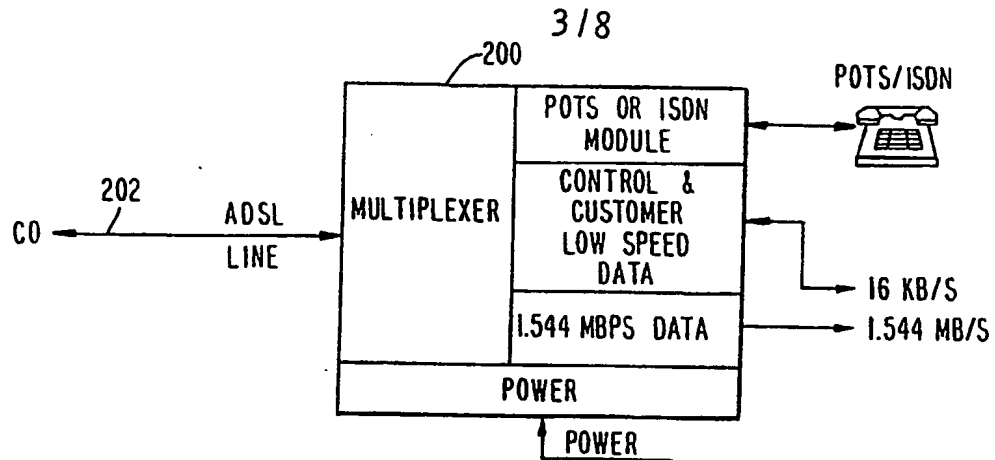 3/8
200
POTS/ISDN
POTS OR ISDN
MODULE
202
CO
ADSL
LINE
MULTIPLEXER
CONTROL &
CUSTOMER
LOW SPEED
DATA
16 KB/S
1.544 MBPS DATA
1.544 MB/S
POWER
POWER